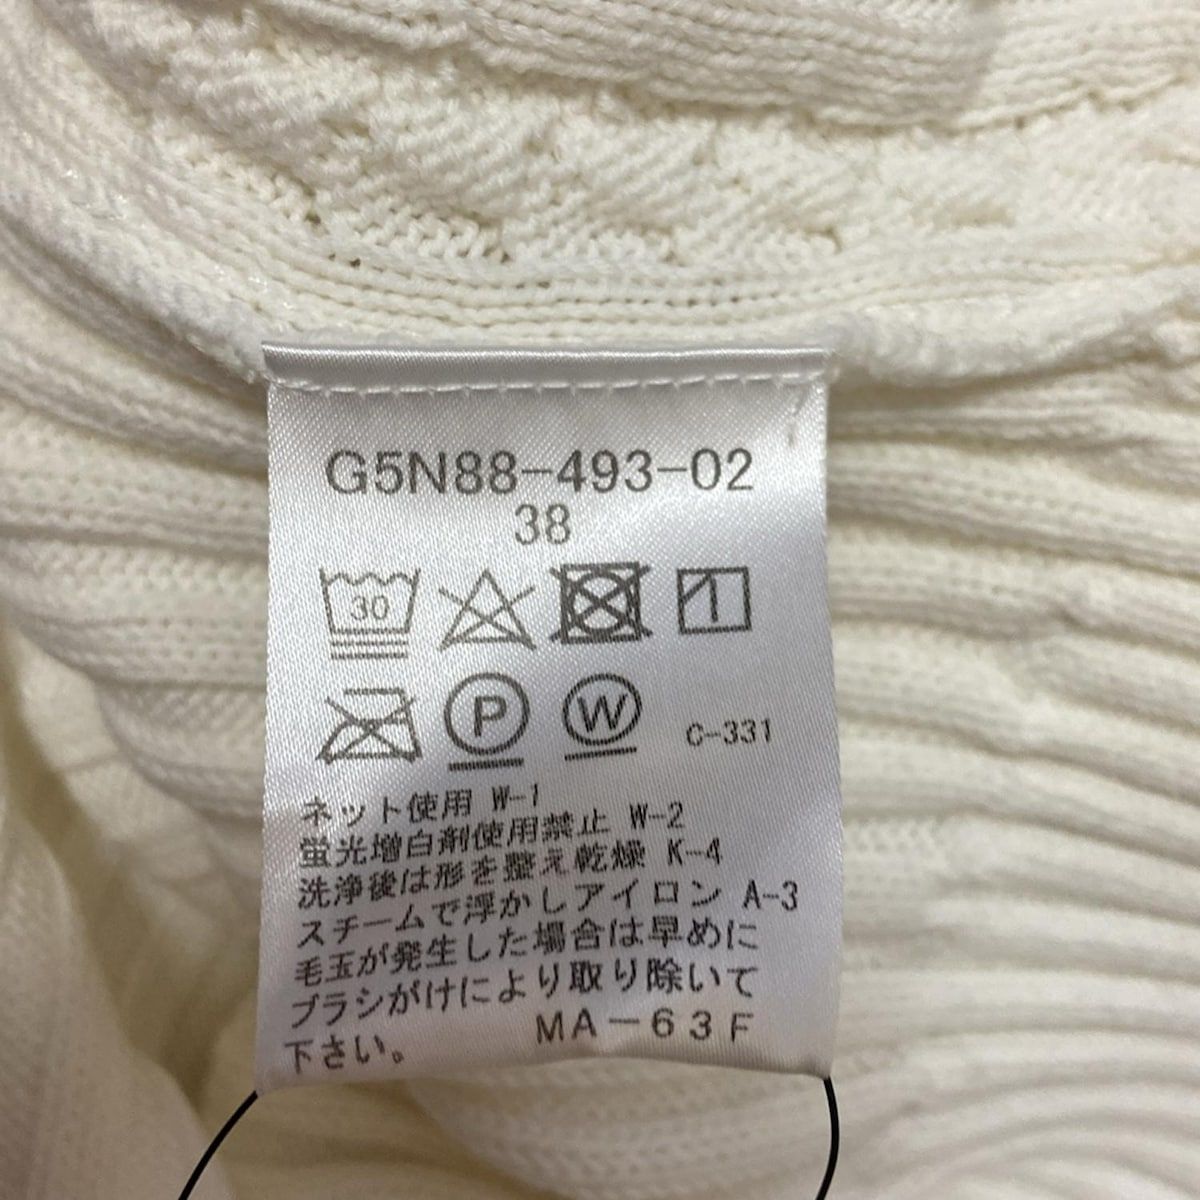 G5N88-493-02
38
30
P W C-331
ネット使用 W-1
蛍光増白剤使用禁止 W-2
洗浄後は形を整え乾燥 K-4
スチームで浮かしアイロン A-3
毛玉が発生した場合は早めに
ブラシがけにより取り除いて
下さい。 MA-63F